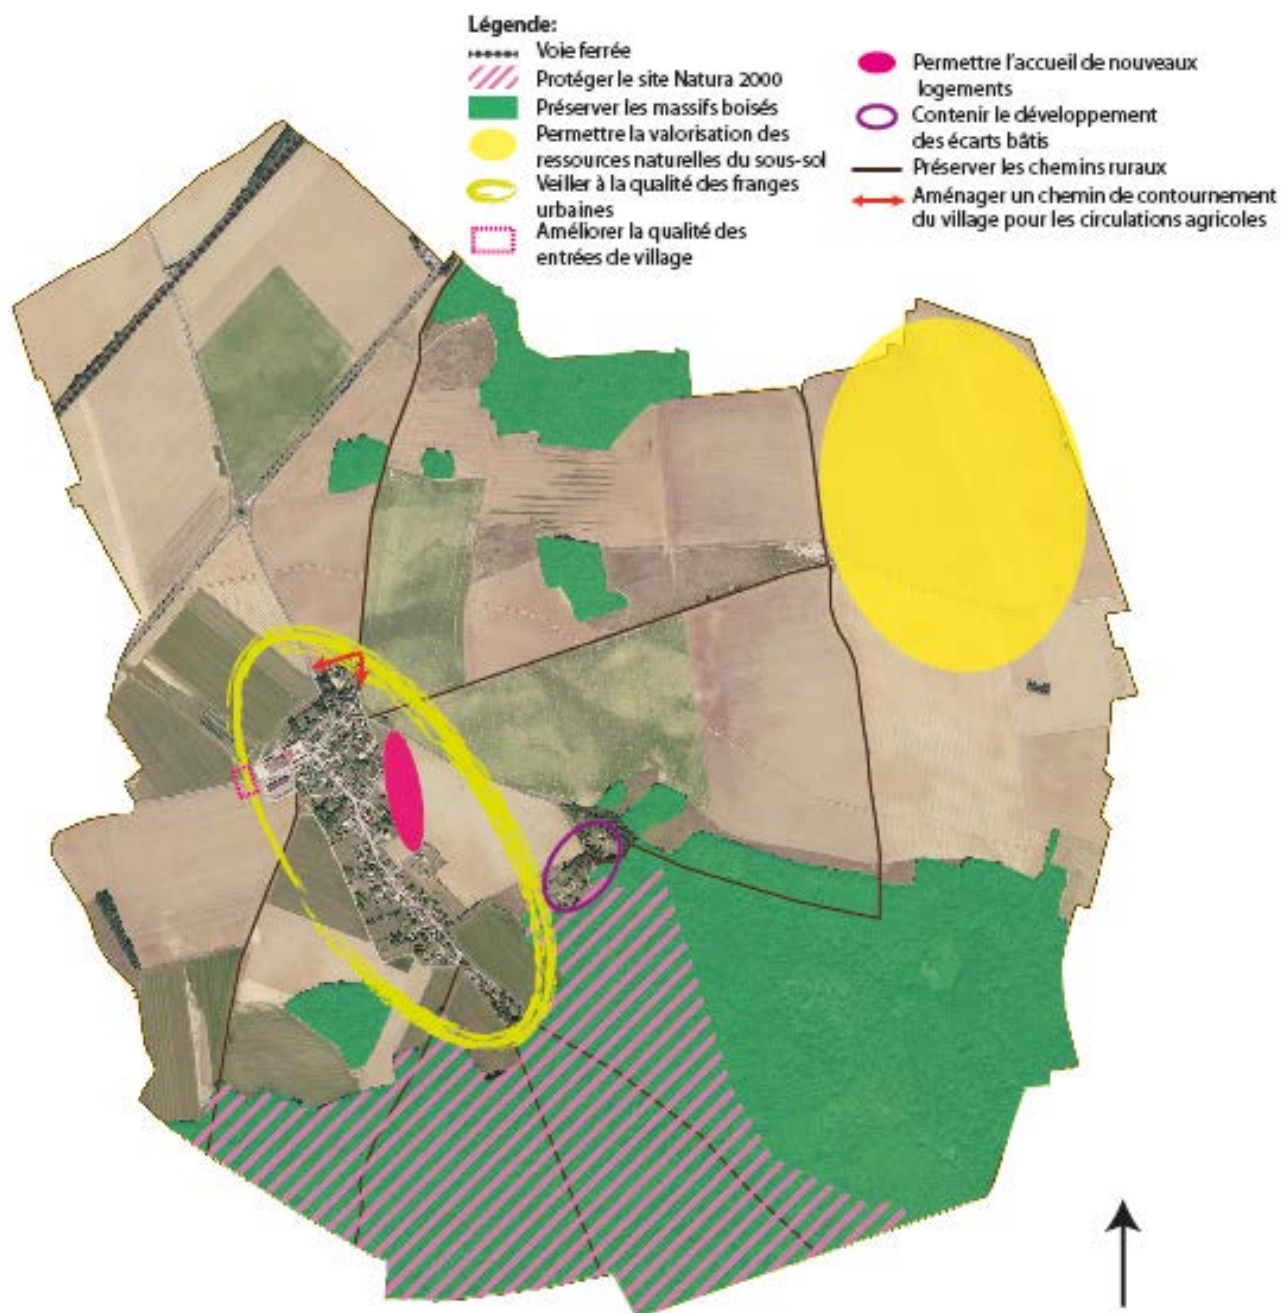 Légende:
Voie ferrée
Protéger le site Natura 2000
Préserver les massifs boisés
Permettre la valorisation des
ressources naturelles du sous-sol
Veiller à la qualité des franges
urbaines
Améliorer la qualité des
entrées de village
Permettre l'accueil de nouveaux
logements
Contenir le développement
des écarts bâtis
Préserver les chemins ruraux
Aménager un chemin de contournement
du village pour les circulations agricoles